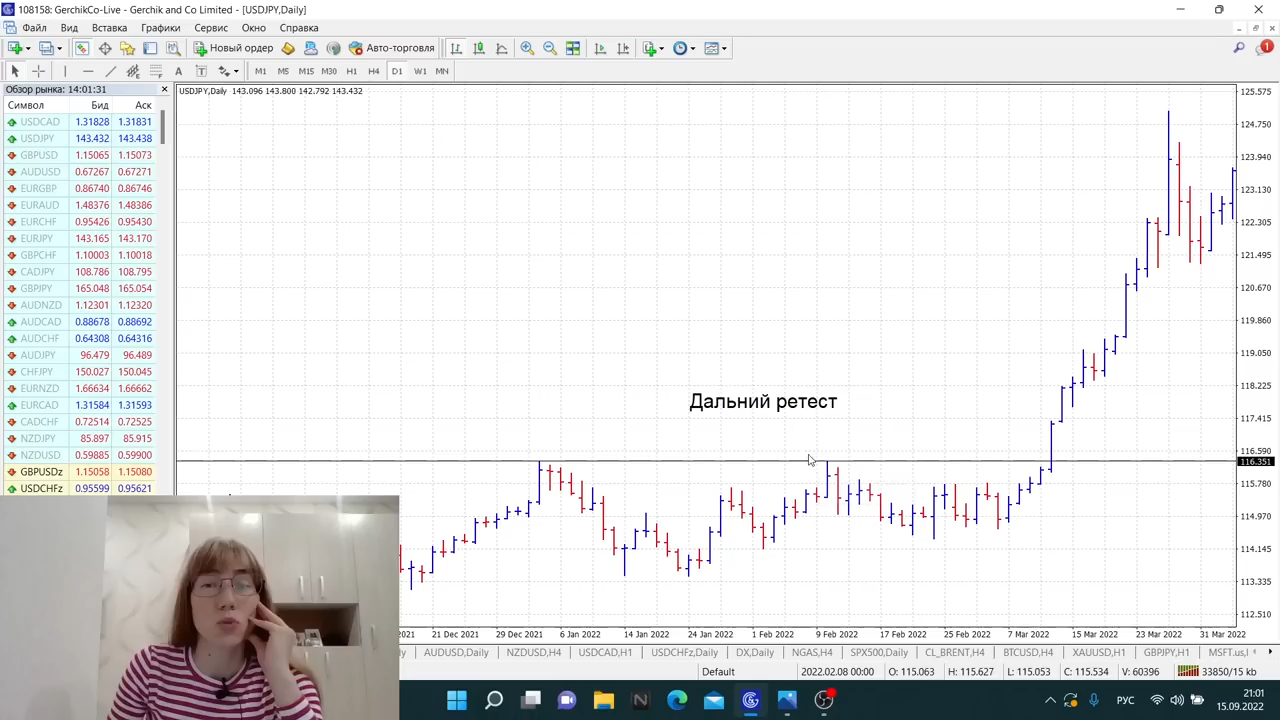 108158: GerchikCo-Live - Gerchik and Co Limited - [USDJPY,Daily]
Файл Вид Вставка Графики Сервис Окно Справка
Новый ордер Авто-торговля 1
A T M1 M5 M15 M30 H1 H4 D1 W1 MN
Обзор рынка: 14:01:31
Символ Бид Аск
USDCAD 1.31828 1.31831
USDJPY 143.432 143.438
GBPUSD 1.15065 1.15073
AUDUSD 0.67267 0.67271
EURGBP 0.86740 0.86746
EURAUD 1.48376 1.48386
EURCHF 0.95426 0.95430
EURJPY 143.165 143.170
GBPCHF 1.10003 1.10018
CADJPY 108.786 108.795
GBPJPY 165.048 165.054
AUDNZD 1.12301 1.12320
AUDCAD 0.88678 0.88692
AUDCHF 0.64308 0.64316
AUDJPY 96.479 96.489
CHFJPY 150.027 150.045
EURNZD 1.66634 1.66662
EURCAD 1.31584 1.31593
CADCHF 0.72514 0.72525
NZDJPY 85.897 85.915
NZDUSD 0.59885 0.59900
GBPUSDz 1.15058 1.15080
USDCHFz 0.95599 0.95621
USDJPY,Daily 143.096 143.800 142.792 143.432
Дальний ретест
125.575
124.750
123.940
123.130
122.305
121.495
120.670
119.860
119.050
118.225
117.415
116.590
116.351
115.780
114.970
114.145
113.335
112.510
2021 21 Dec 2021 29 Dec 2021 6 Jan 2022 14 Jan 2022 24 Jan 2022 1 Feb 2022 9 Feb 2022 17 Feb 2022 25 Feb 2022 7 Mar 2022 15 Mar 2022 23 Mar 2022 31 Mar 2022
AUDUSD,Daily NZDUSD,H4 USDCAD,H1 USDCHFz,Daily DX,Daily NGAS,H4 SPX500,Daily CL_BRENT,H4 BTCUSD,H4 XAUUSD,H1 GBPJPY,H1 MSFT.us,
Default 2022.02.08 00:00 O: 115.063 H: 115.627 L: 115.053 C: 115.534 V: 60396 33850/15 kb
РУС 21:01
15.09.2022